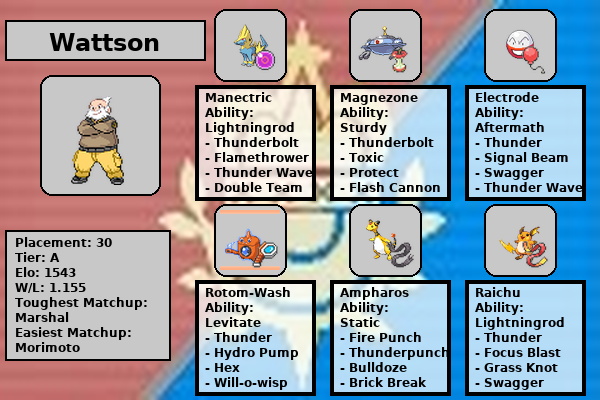 Wattson
Manectric
Ability:
Lightningrod
- Thunderbolt
- Flamethrower
- Thunder Wave
- Double Team
Magnezone
Ability:
Sturdy
- Thunderbolt
- Toxic
- Protect
- Flash Cannon
Electrode
Ability:
Aftermath
- Thunder
- Signal Beam
- Swagger
- Thunder Wave
Placement: 30
Tier: A
Elo: 1543
W/L: 1.155
Toughest Matchup:
Marshal
Easiest Matchup:
Morimoto
Rotom-Wash
Ability:
Levitate
- Thunder
- Hydro Pump
- Hex
- Will-o-wisp
Ampharos
Ability:
Static
- Fire Punch
- Thunderpunch
- Bulldoze
- Brick Break
Raichu
Ability:
Lightningrod
- Thunder
- Focus Blast
- Grass Knot
- Swagger